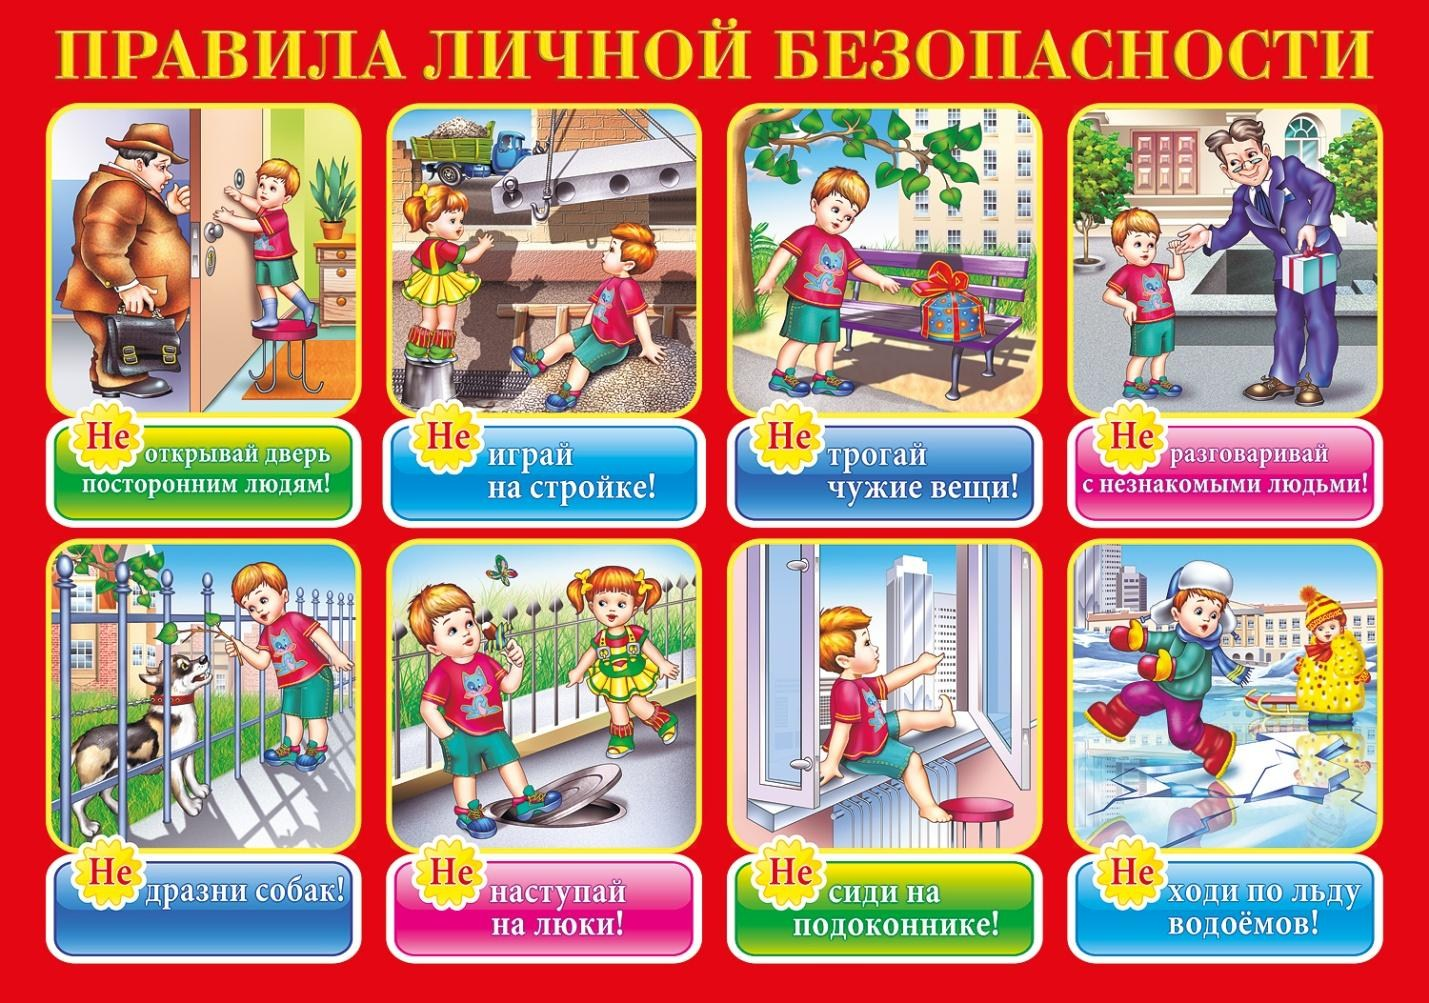 ПРАВИЛА ЛИЧНОЙ БЕЗОПАСНОСТИ
Не открывай дверь
посторонним людям!
Не играй
на стройке!
Не трогай
чужие вещи!
Не разговаривай
с незнакомыми людьми!
Не дразни собак!
Не наступай
на люки!
Не сиди на
подоконнике!
Не ходи по льду
водоёмов!